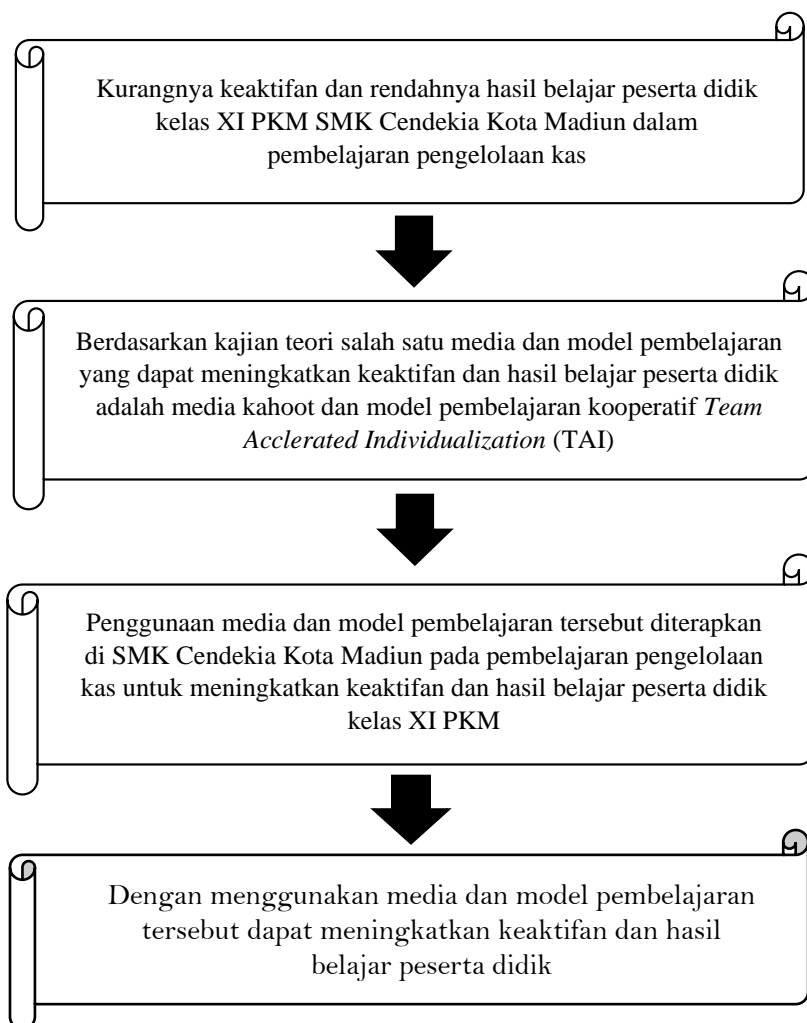 Kurangnya keaktifan dan rendahnya hasil belajar peserta didik
kelas XI PKM SMK Cendekia Kota Madiun dalam
pembelajaran pengelolaan kas
Berdasarkan kajian teori salah satu media dan model pembelajaran
yang dapat meningkatkan keaktifan dan hasil belajar peserta didik
adalah media kahoot dan model pembelajaran kooperatif Team
Acclerated Individualization (TAI)
Penggunaan media dan model pembelajaran tersebut diterapkan
di SMK Cendekia Kota Madiun pada pembelajaran pengelolaan
kas untuk meningkatkan keaktifan dan hasil belajar peserta didik
kelas XI PKM
Dengan menggunakan media dan model pembelajaran
tersebut dapat meningkatkan keaktifan dan hasil
belajar peserta didik